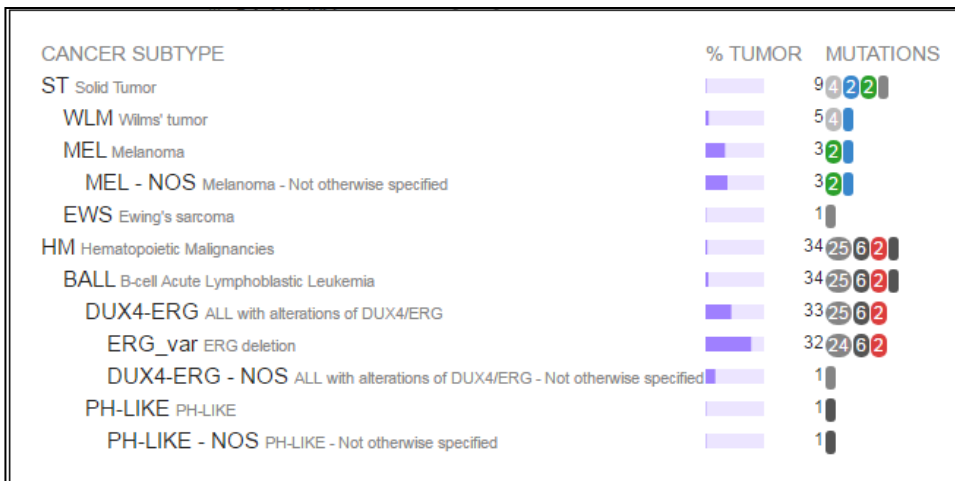 CANCER SUBTYPE % TUMOR MUTATIONS
ST Solid Tumor 9 4 2 2
WLM Wilms' tumor 5 4
MEL Melanoma 3 2
MEL - NOS Melanoma - Not otherwise specified 3 2
EWS Ewing's sarcoma 1
HM Hematopoietic Malignancies 34 25 6 2
BALL B-cell Acute Lymphoblastic Leukemia 34 25 6 2
DUX4-ERG ALL with alterations of DUX4/ERG 33 25 6 2
ERG_var ERG deletion 32 24 6 2
DUX4-ERG - NOS ALL with alterations of DUX4/ERG - Not otherwise specified 1
PH-LIKE PH-LIKE 1
PH-LIKE - NOS PH-LIKE - Not otherwise specified 1